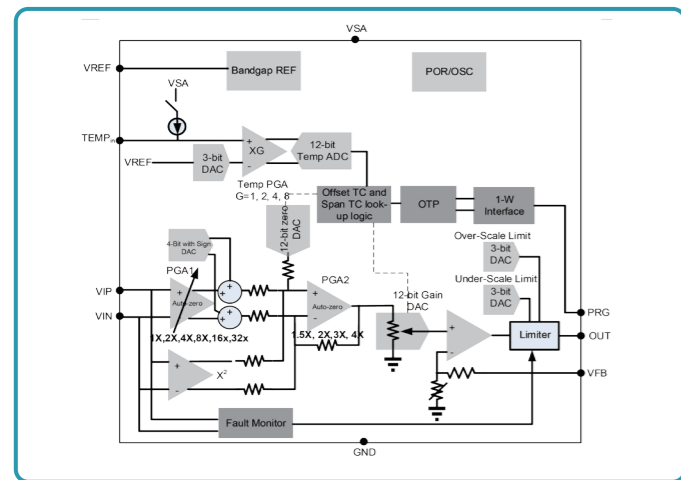 VSA
VREF
Bandgap REF
POR/OSC
VSA
TEMPin
+
-
XG
12-bit
Temp ADC
VREF
3-bit
DAC
Temp PGA
G=1, 2, 4, 8
Offset TC and
Span TC look-
up logic
OTP
1-W
Interface
12-bit zero
DAC
Over-Scale Limit
3-bit
DAC
4-Bit with Sign
DAC
Under-Scale Limit
3-bit
DAC
PGA1
PGA2
12-bit Gain
DAC
VIP
VIN
+
-
Auto-zero
+
+
+
+
+
-
Auto-zero
+
-
PRG
Limiter
OUT
1X,2X,4X,8X,16x,32x
1.5X, 2X,3X, 4X
+
-
X2
VFB
Fault Monitor
GND